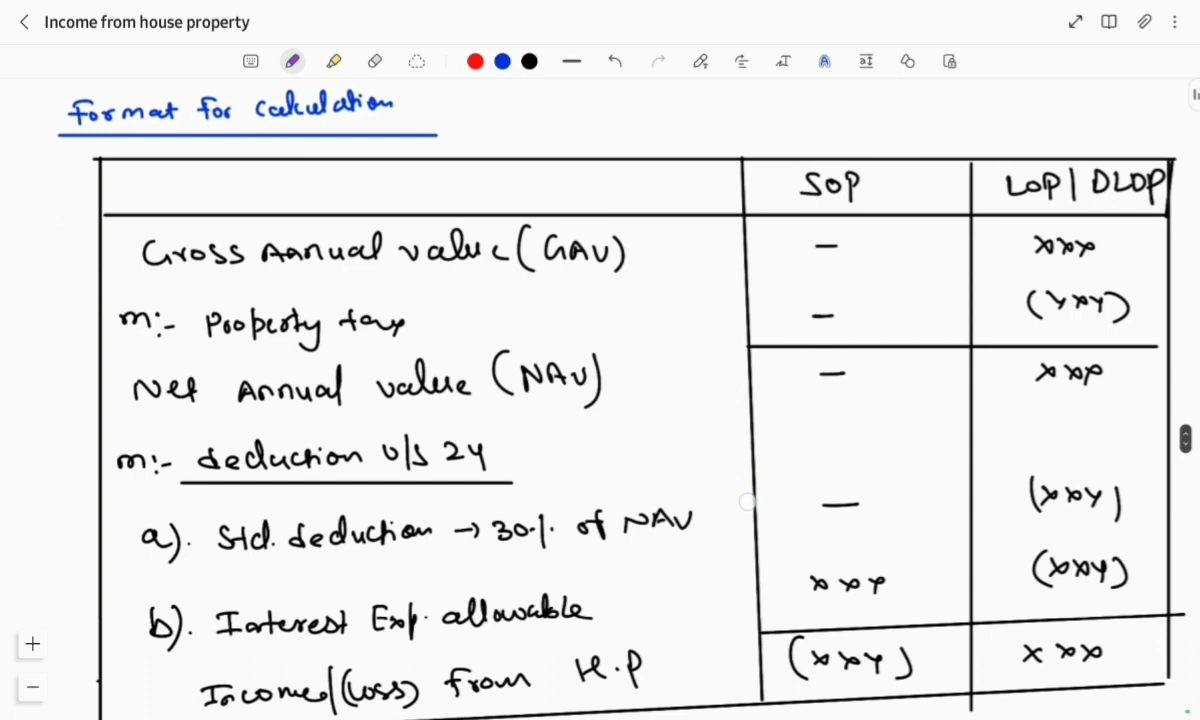 Income from house property
Format for calculation
SOP LOP | DLOP
Gross Annual value (GAV) – xxx
m:- Property tax – (xxx)
Net Annual value (NAV) – xxx
m:- deduction u/s 24
a). Std. deduction → 30% of NAV – (xxx)
b). Interest Exp. allowable xxx (xxx)
Income/(Loss) from H.P (xxx) xxx